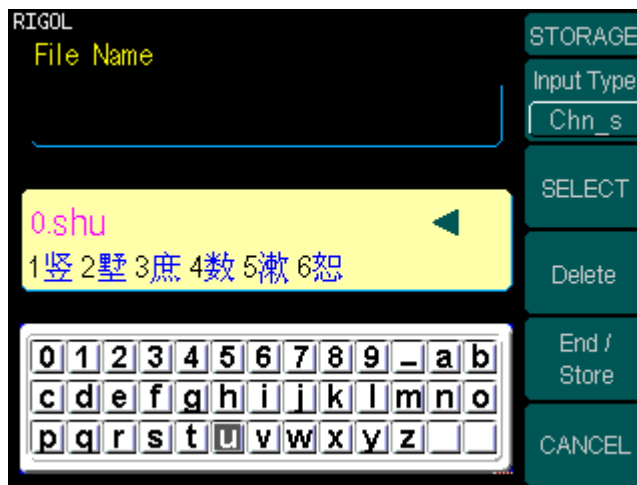 RIGOL
File Name
STORAGE
Input Type
Chn_s
SELECT
0.shu
1竖 2墅 3庶 4数 5漱 6恕
Delete
0 1 2 3 4 5 6 7 8 9 _ a b
c d e f g h i j k l m n o
p q r s t u v w x y z
End /
Store
CANCEL